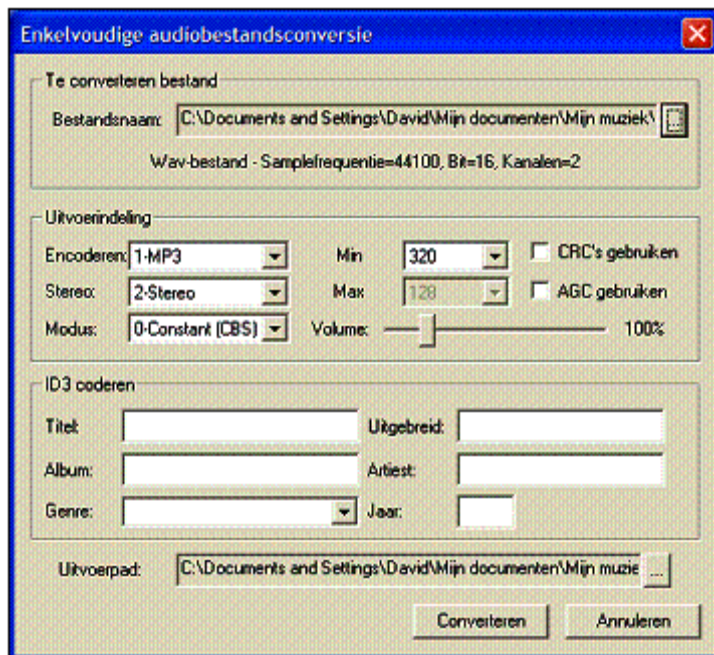 Enkelvoudige audiobestandsconversie
Te converteren bestand
Bestandsnaam: C:\Documents and Settings\David\Mijn documenten\Mijn muziek\ ...
Wav-bestand - Samplefrequentie=44100, Bit=16, Kanalen=2
Uitvoerindeling
Encoderen: 1-MP3 Min 320 CRC's gebruiken
Stereo: 2-Stereo Max 128 AGC gebruiken
Modus: 0-Constant (CBS) Volume: 100%
ID3 coderen
Titel: Uitgebreid:
Album: Artiest:
Genre: Jaar:
Uitvoerpad: C:\Documents and Settings\David\Mijn documenten\Mijn muzie ...
Converteren Annuleren